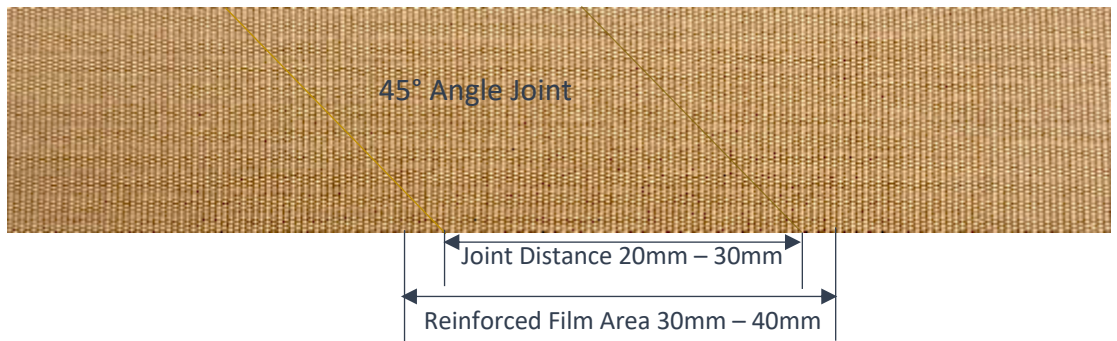 45° Angle Joint
Joint Distance 20mm – 30mm
Reinforced Film Area 30mm – 40mm